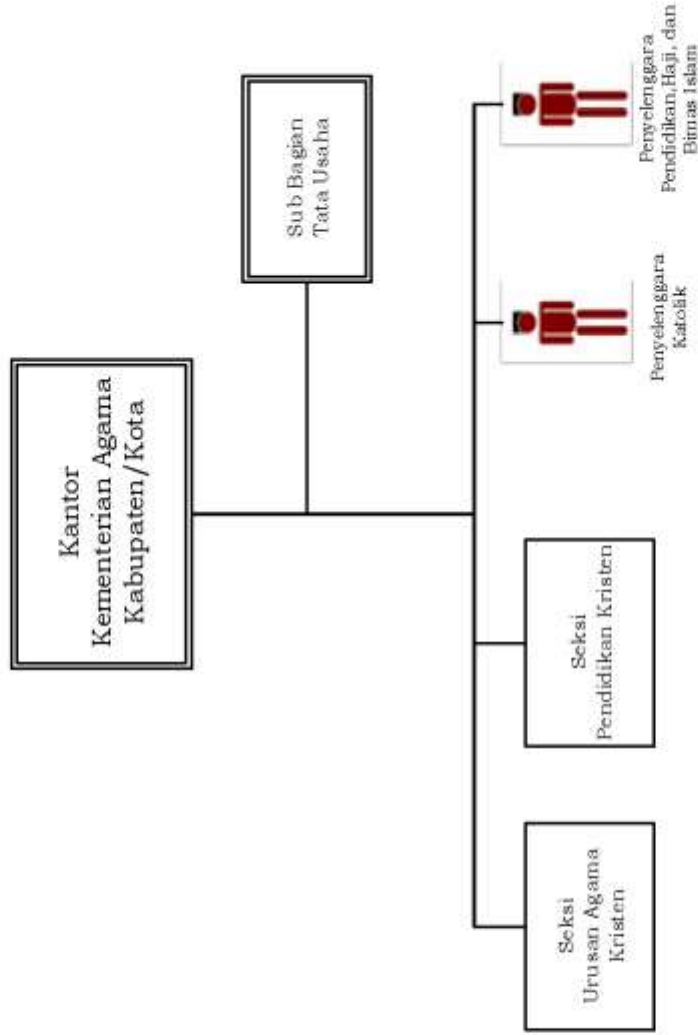 Kantor
Kementerian Agama
Kabupaten/Kota
Sub Bagian
Tata Usaha
Seksi
Urusan Agama
Kristen
Seksi
Pendidikan Kristen
Penyelenggara
Katolik
Penyelenggara
Pendidikan,Haji, dan
Bimas Islam